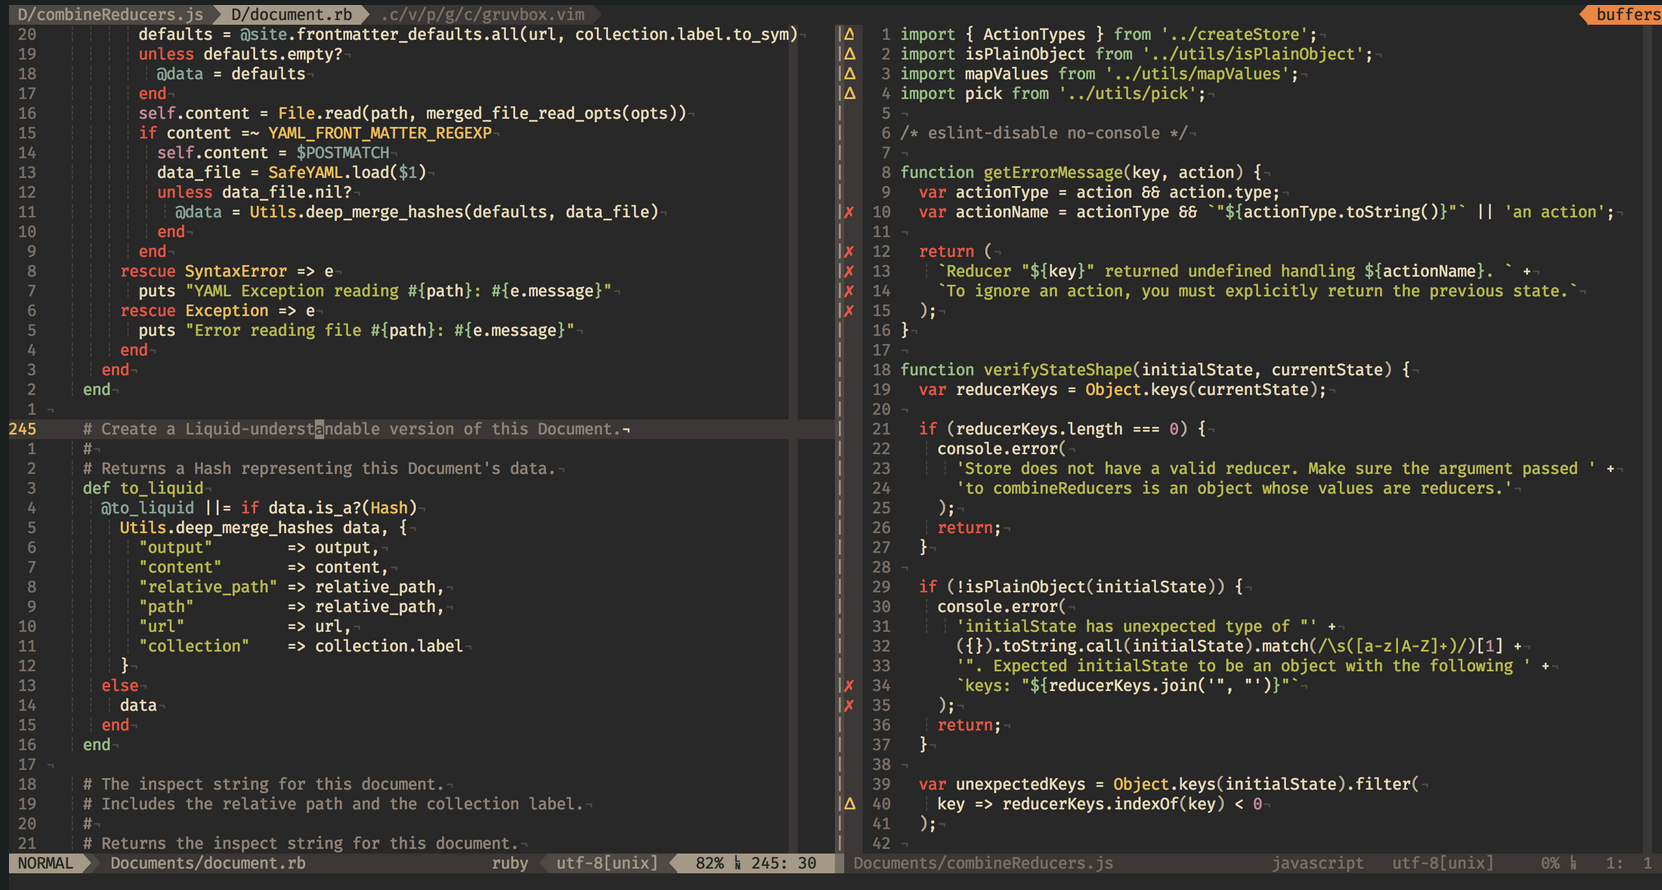 D/combineReducers.js D/document.rb .c/v/p/g/c/gruvbox.vim buffers
20 defaults = @site.frontmatter_defaults.all(url, collection.label.to_sym)¬
19 unless defaults.empty?¬
18 @data = defaults¬
17 end¬
16 self.content = File.read(path, merged_file_read_opts(opts))¬
15 if content =~ YAML_FRONT_MATTER_REGEXP¬
14 self.content = $POSTMATCH¬
13 data_file = SafeYAML.load($1)¬
12 unless data_file.nil?¬
11 @data = Utils.deep_merge_hashes(defaults, data_file)¬
10 end¬
9 end¬
8 rescue SyntaxError => e¬
7 puts "YAML Exception reading #{path}: #{e.message}"¬
6 rescue Exception => e¬
5 puts "Error reading file #{path}: #{e.message}"¬
4 end¬
3 end¬
2 end¬
1 ¬
245 # Create a Liquid-understandable version of this Document.¬
1 #¬
2 # Returns a Hash representing this Document's data.¬
3 def to_liquid¬
4 @to_liquid ||= if data.is_a?(Hash)¬
5 Utils.deep_merge_hashes data, {¬
6 "output" => output,¬
7 "content" => content,¬
8 "relative_path" => relative_path,¬
9 "path" => relative_path,¬
10 "url" => url,¬
11 "collection" => collection.label¬
12 }¬
13 else¬
14 data¬
15 end¬
16 end¬
17 ¬
18 # The inspect string for this document.¬
19 # Includes the relative path and the collection label.¬
20 #¬
21 # Returns the inspect string for this document.¬
NORMAL Documents/document.rb ruby utf-8[unix] 82% ␤ 245: 30
Δ 1 import { ActionTypes } from '../createStore';¬
Δ 2 import isPlainObject from '../utils/isPlainObject';¬
Δ 3 import mapValues from '../utils/mapValues';¬
Δ 4 import pick from '../utils/pick';¬
5 ¬
6 /* eslint-disable no-console */¬
7 ¬
8 function getErrorMessage(key, action) {¬
9 var actionType = action && action.type;¬
✗ 10 var actionName = actionType && `"${actionType.toString()}"` || 'an action';¬
11 ¬
✗ 12 return (¬
✗ 13 `Reducer "${key}" returned undefined handling ${actionName}. ` +¬
✗ 14 `To ignore an action, you must explicitly return the previous state.`¬
✗ 15 );¬
16 }¬
17 ¬
18 function verifyStateShape(initialState, currentState) {¬
19 var reducerKeys = Object.keys(currentState);¬
20 ¬
21 if (reducerKeys.length === 0) {¬
22 console.error(¬
23 'Store does not have a valid reducer. Make sure the argument passed ' +¬
24 'to combineReducers is an object whose values are reducers.'¬
25 );¬
26 return;¬
27 }¬
28 ¬
29 if (!isPlainObject(initialState)) {¬
30 console.error(¬
31 'initialState has unexpected type of "' +¬
32 ({}).toString.call(initialState).match(/\s([a-z|A-Z]+)/)[1] +¬
33 '". Expected initialState to be an object with the following ' +¬
✗ 34 `keys: "${reducerKeys.join('", "')}"`¬
✗ 35 );¬
36 return;¬
37 }¬
38 ¬
39 var unexpectedKeys = Object.keys(initialState).filter(¬
Δ 40 key => reducerKeys.indexOf(key) < 0¬
41 );¬
42
Documents/combineReducers.js javascript utf-8[unix] 0% ␤ 1: 1